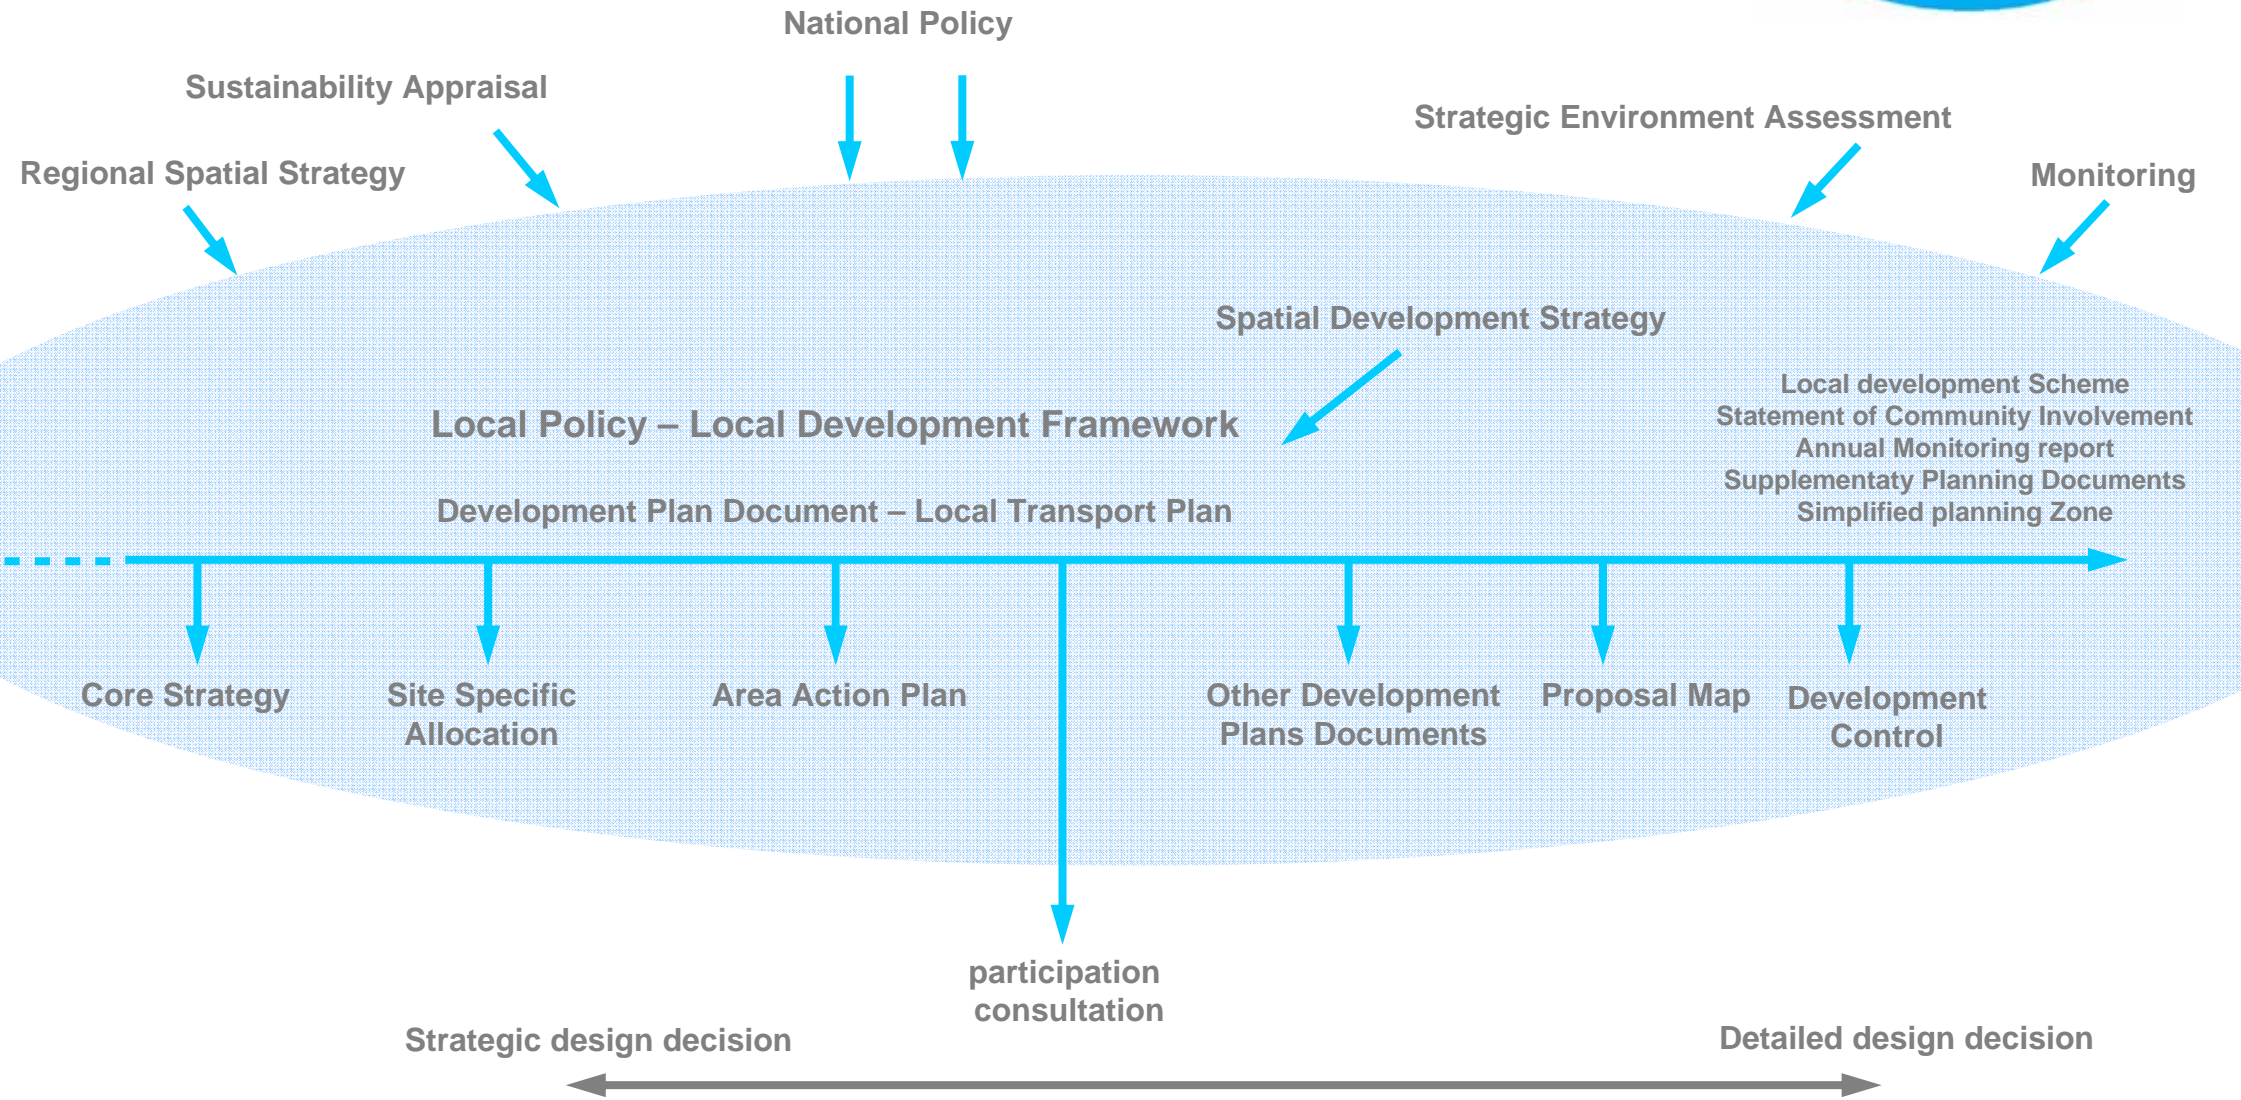 National Policy
Sustainability Appraisal
Strategic Environment Assessment
Regional Spatial Strategy
Monitoring
Spatial Development Strategy
Local development Scheme
Statement of Community Involvement
Annual Monitoring report
Supplementaty Planning Documents
Simplified planning Zone
Local Policy – Local Development Framework
Development Plan Document – Local Transport Plan
Core Strategy
Site Specific
Allocation
Area Action Plan
Other Development
Plans Documents
Proposal Map
Development
Control
participation
consultation
Strategic design decision
Detailed design decision